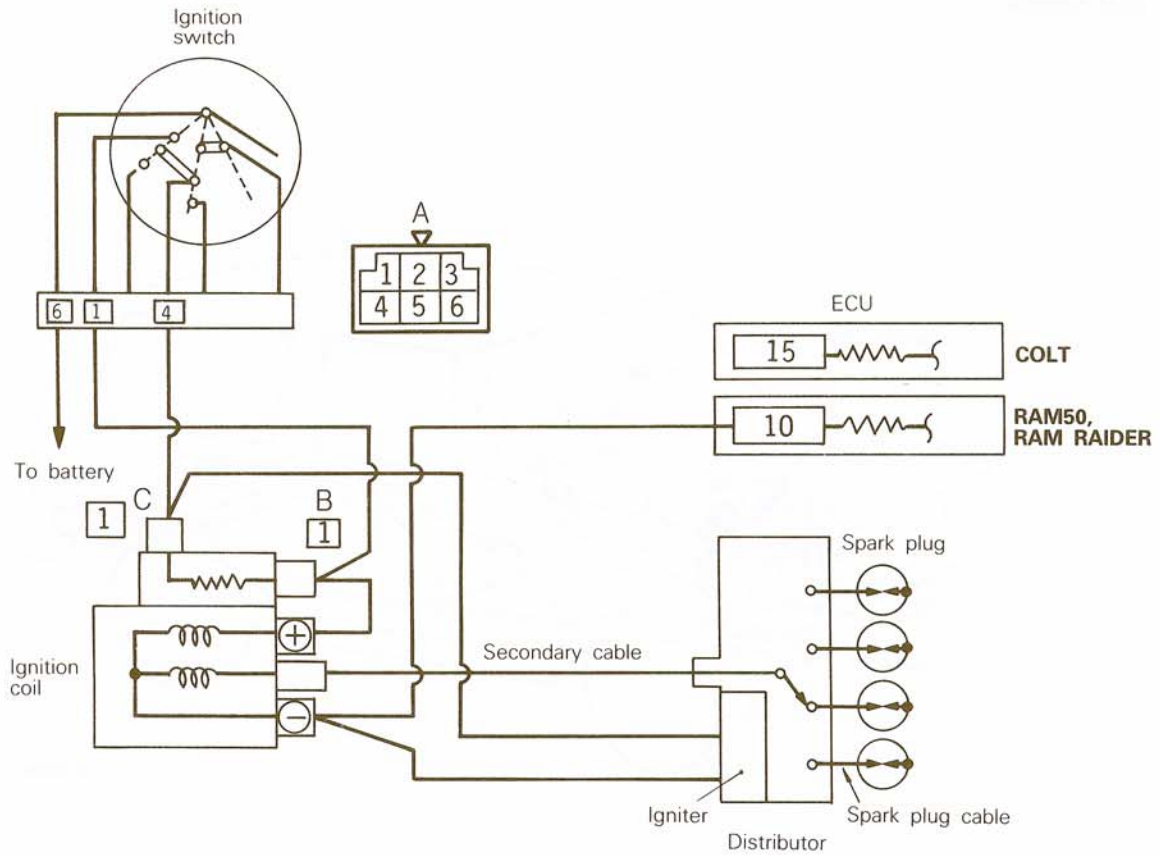 Ignition
switch
A
1 2 3
4 5 6
6 1 4
ECU
15
COLT
10
RAM50,
RAM RAIDER
To battery
1 C
B
1
Spark plug
+
Secondary cable
Ignition
coil
−
Igniter
Spark plug cable
Distributor